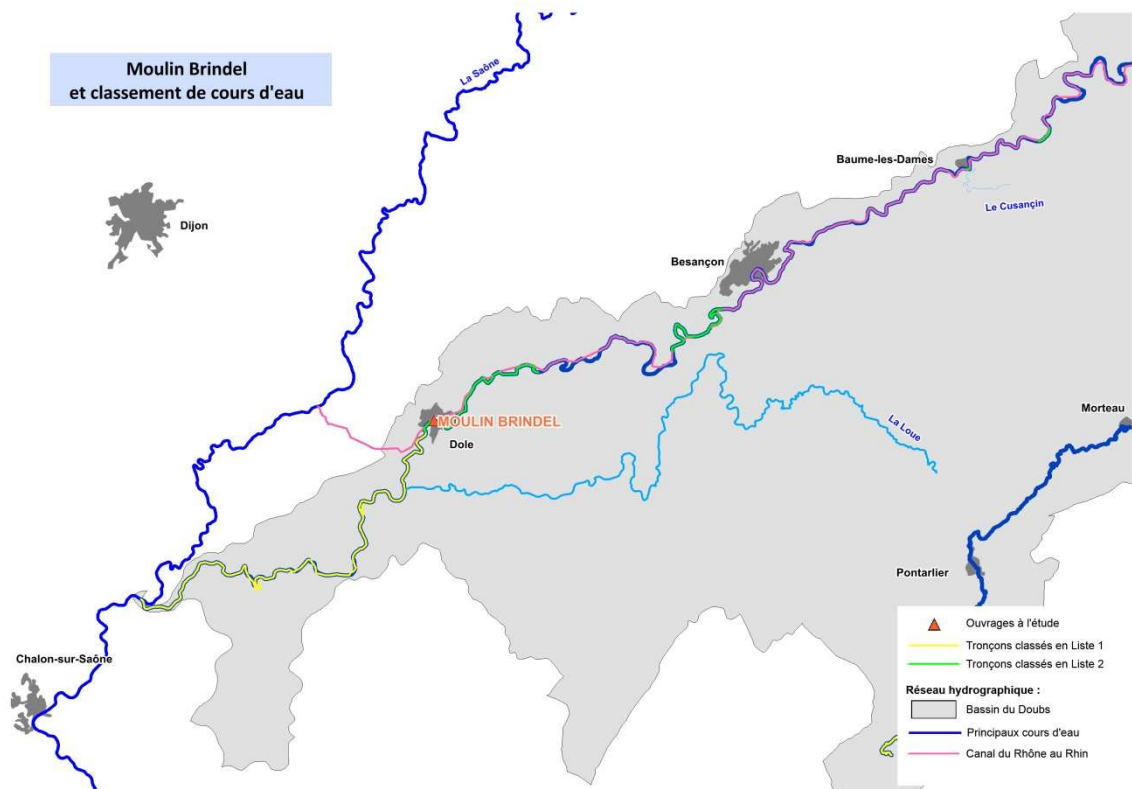 Moulin Brindel
et classement de cours d'eau
La Saône
Baume-les-Dames
Le Cusançin
Dijon
Besançon
MOULIN BRINDEL
Dole
La Loue
Morteau
Pontarlier
Chalon-sur-Saône
Ouvrages à l'étude
Tronçons classés en Liste 1
Tronçons classés en Liste 2
Réseau hydrographique :
Bassin du Doubs
Principaux cours d'eau
Canal du Rhône au Rhin